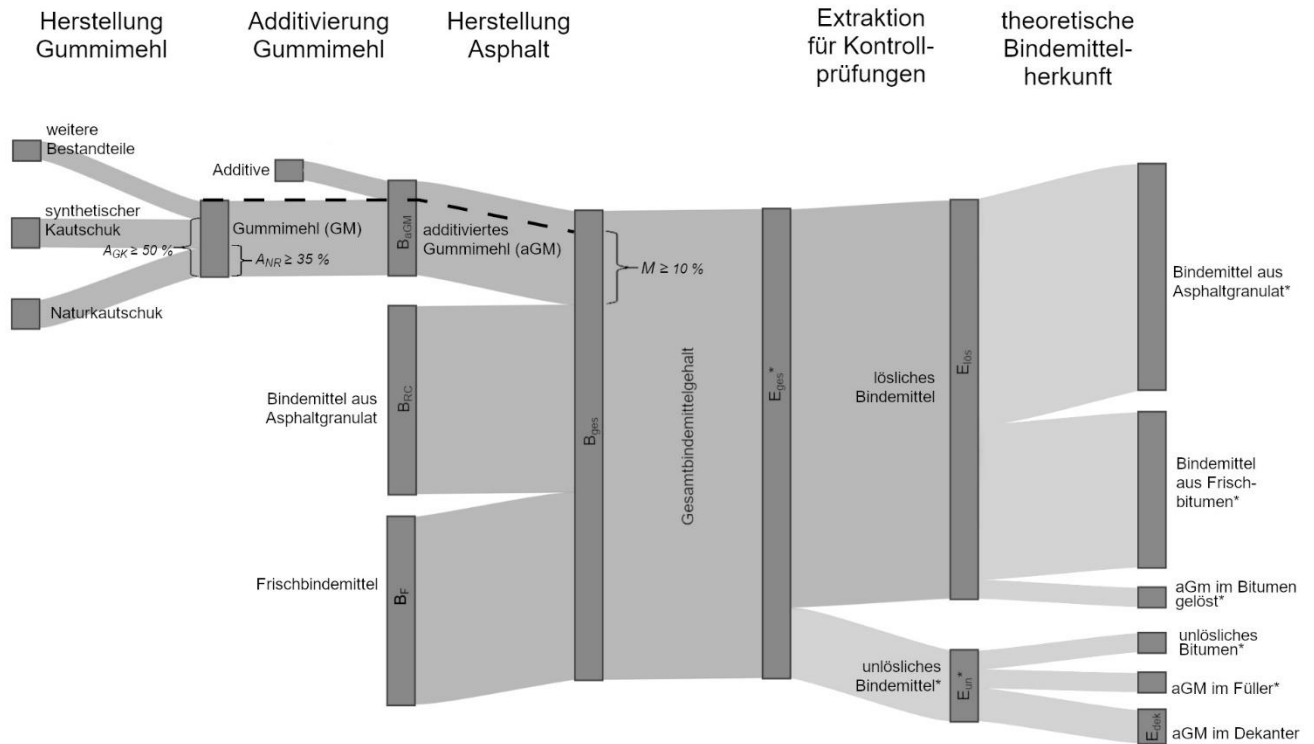 Herstellung
Gummimehl
Additivierung
Gummimehl
Herstellung
Asphalt
Extraktion
für Kontroll-
prüfungen
theoretische
Bindemittel-
herkunft
weitere
Bestandteile
synthetischer
Kautschuk
A_GK ≥ 50 %
Naturkautschuk
Additive
Gummimehl (GM)
A_NR ≥ 35 %
B_aGM
additiviertes
Gummimehl (aGM)
M ≥ 10 %
Bindemittel aus
Asphaltgranulat
B_RC
Frischbindemittel
B_F
B_ges
Gesamtbindemittelgehalt
E_ges*
lösliches
Bindemittel
E_lös
unlösliches
Bindemittel*
E_un*
Bindemittel aus
Asphaltgranulat*
Bindemittel
aus Frisch-
bitumen*
aGm im Bitumen
gelöst*
unlösliches
Bitumen*
aGM im Füller*
E_dek
aGM im Dekanter